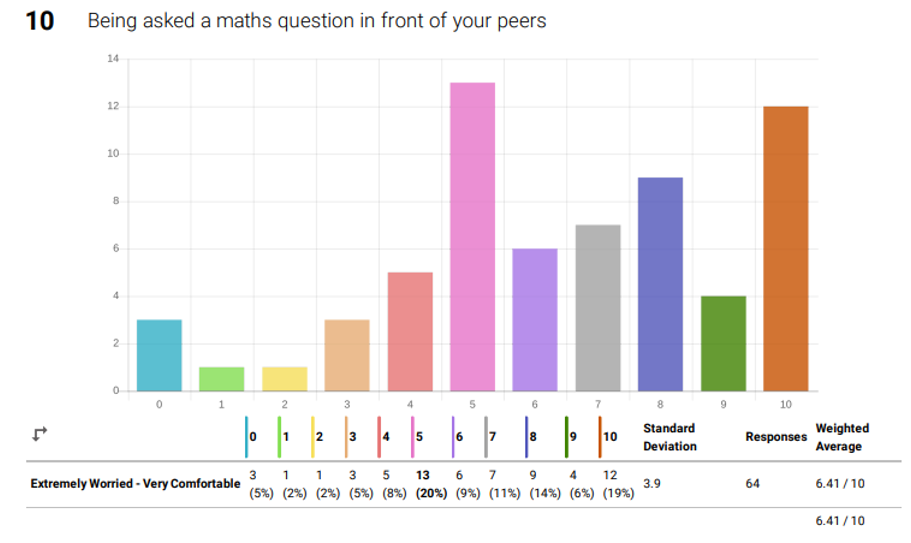 10 Being asked a maths question in front of your peers
14
12
10
8
6
4
2
0
0 1 2 3 4 5 6 7 8 9 10
0 1 2 3 4 5 6 7 8 9 10 Standard Deviation Responses Weighted Average
Extremely Worried - Very Comfortable 3 1 1 3 5 13 6 7 9 4 12 3.9 64 6.41 / 10
(5%) (2%) (2%) (5%) (8%) (20%) (9%) (11%) (14%) (6%) (19%)
6.41 / 10